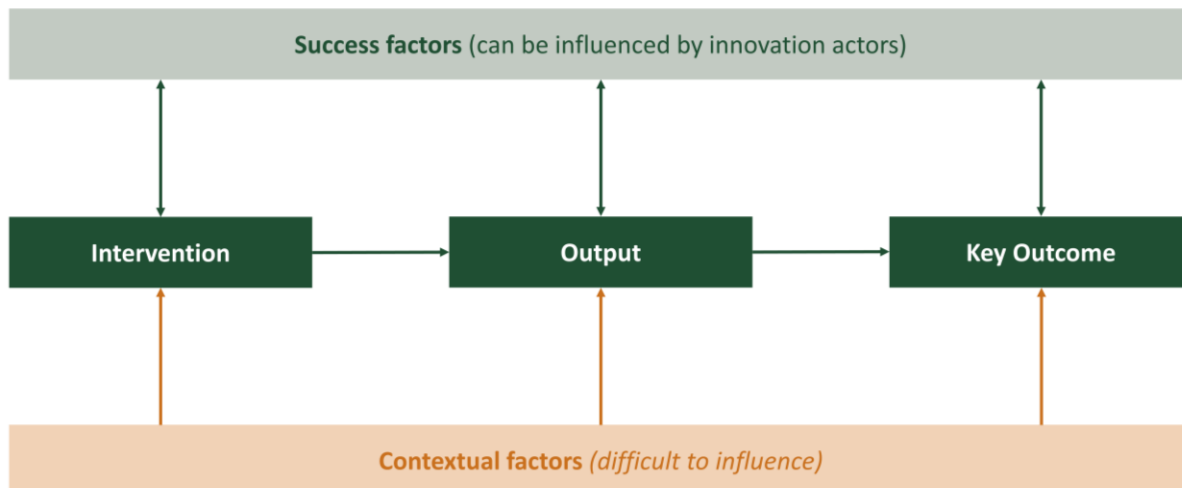 Success factors (can be influenced by innovation actors)
Intervention
Output
Key Outcome
Contextual factors (difficult to influence)